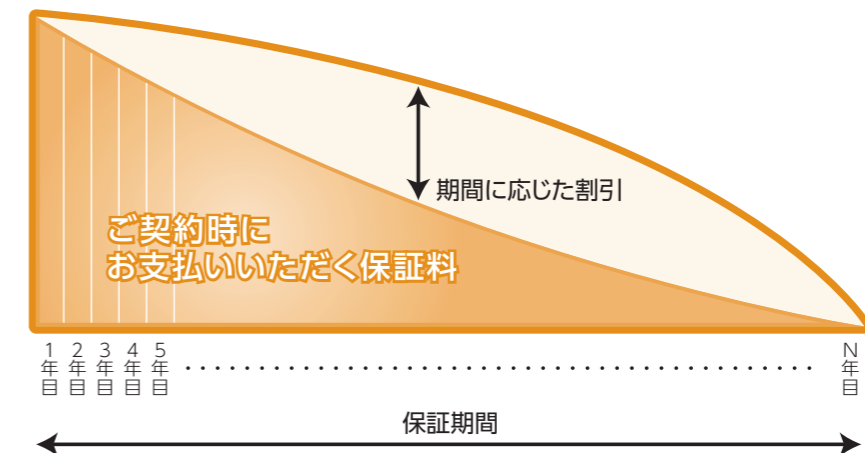 期間に応じた割引
ご契約時に
お支払いいただく保証料
1年目
2年目
3年目
4年目
5年目
N年目
保証期間